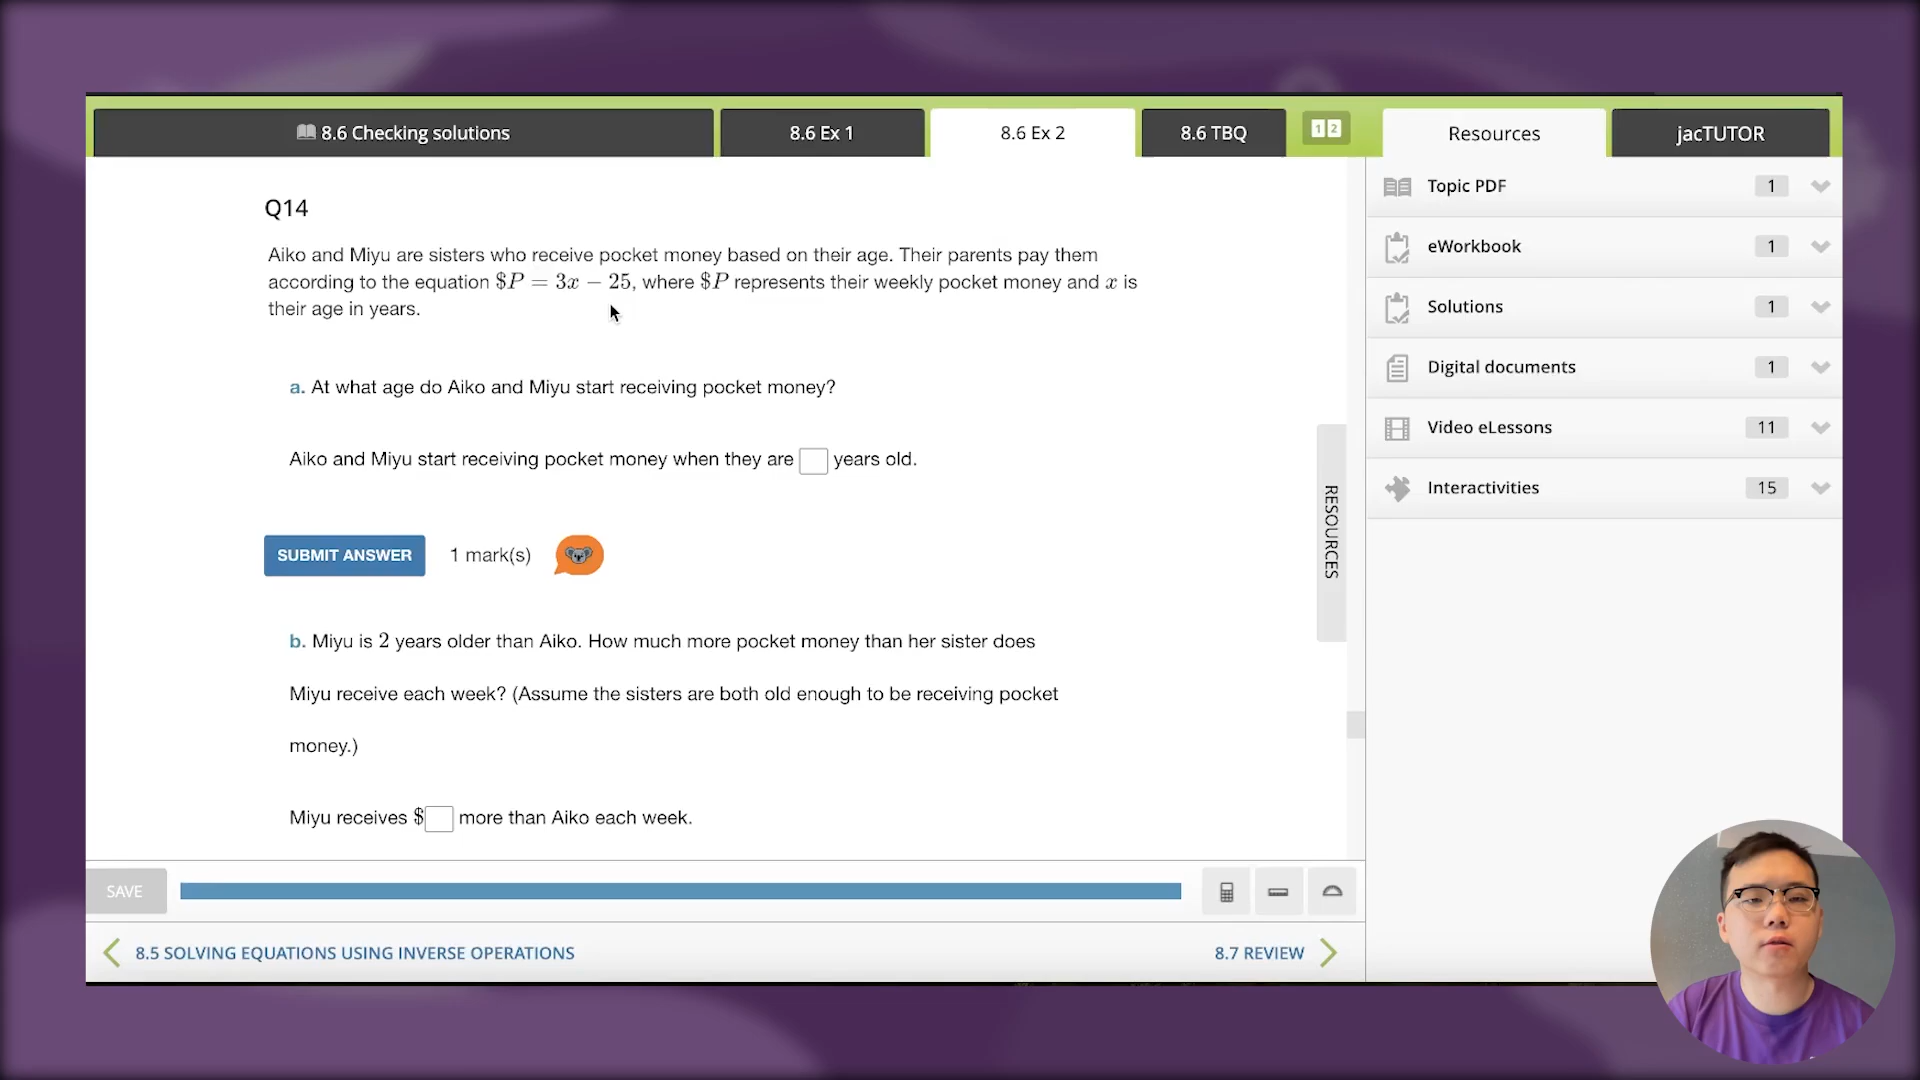 8.6 Checking solutions
8.6 Ex 1
8.6 Ex 2
8.6 TBQ
1 2
Resources
jacTUTOR
Q14
Aiko and Miyu are sisters who receive pocket money based on their age. Their parents pay them
according to the equation $P = 3x − 25, where $P represents their weekly pocket money and x is
their age in years.
a. At what age do Aiko and Miyu start receiving pocket money?
Aiko and Miyu start receiving pocket money when they are years old.
SUBMIT ANSWER 1 mark(s)
b. Miyu is 2 years older than Aiko. How much more pocket money than her sister does
Miyu receive each week? (Assume the sisters are both old enough to be receiving pocket
money.)
Miyu receives $ more than Aiko each week.
SAVE
8.5 SOLVING EQUATIONS USING INVERSE OPERATIONS
8.7 REVIEW
RESOURCES
Topic PDF 1
eWorkbook 1
Solutions 1
Digital documents 1
Video eLessons 11
Interactivities 15